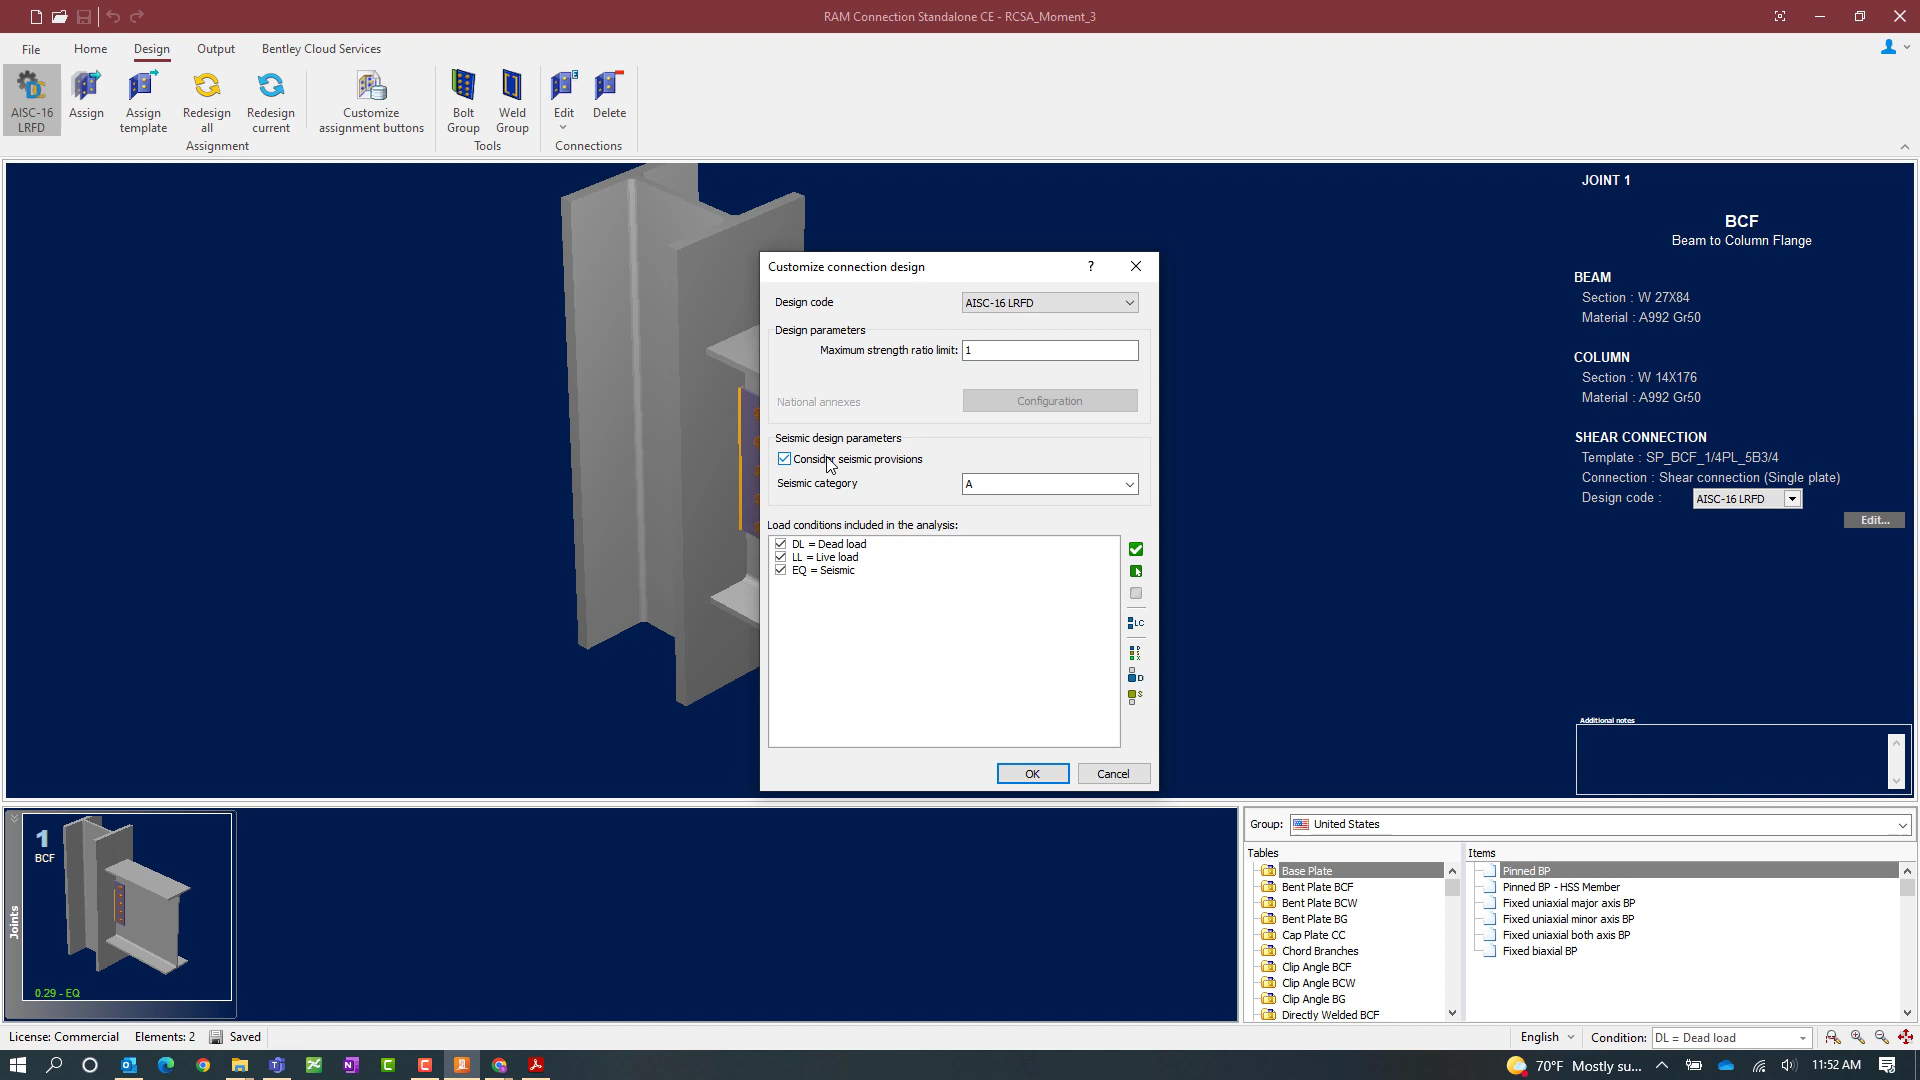 RAM Connection Standalone CE - RCSA_Moment_3
File
Home
Design
Output
Bentley Cloud Services
AISC-16
LRFD
Assign
Assign
template
Redesign
all
Redesign
current
Customize
assignment buttons
Bolt
Group
Weld
Group
Edit
Delete
Assignment
Tools
Connections
JOINT 1
BCF
Beam to Column Flange
BEAM
Section : W 27X84
Material : A992 Gr50
COLUMN
Section : W 14X176
Material : A992 Gr50
SHEAR CONNECTION
Template : SP_BCF_1/4PL_5B3/4
Connection : Shear connection (Single plate)
Design code : AISC-16 LRFD
Edit...
Additional notes
Customize connection design
?
Design code
AISC-16 LRFD
Design parameters
Maximum strength ratio limit: 1
National annexes
Configuration
Seismic design parameters
Consider seismic provisions
Seismic category
A
Load conditions included in the analysis:
DL = Dead load
LL = Live load
EQ = Seismic
LC
D
S
OK
Cancel
Joints
1
BCF
0.29 - EQ
Group: United States
Tables
Base Plate
Bent Plate BCF
Bent Plate BCW
Bent Plate BG
Cap Plate CC
Chord Branches
Clip Angle BCF
Clip Angle BCW
Clip Angle BG
Directly Welded BCF
Items
Pinned BP
Pinned BP - HSS Member
Fixed uniaxial major axis BP
Fixed uniaxial minor axis BP
Fixed uniaxial both axis BP
Fixed biaxial BP
License: Commercial
Elements: 2
Saved
English
Condition: DL = Dead load
70°F Mostly su...
11:52 AM